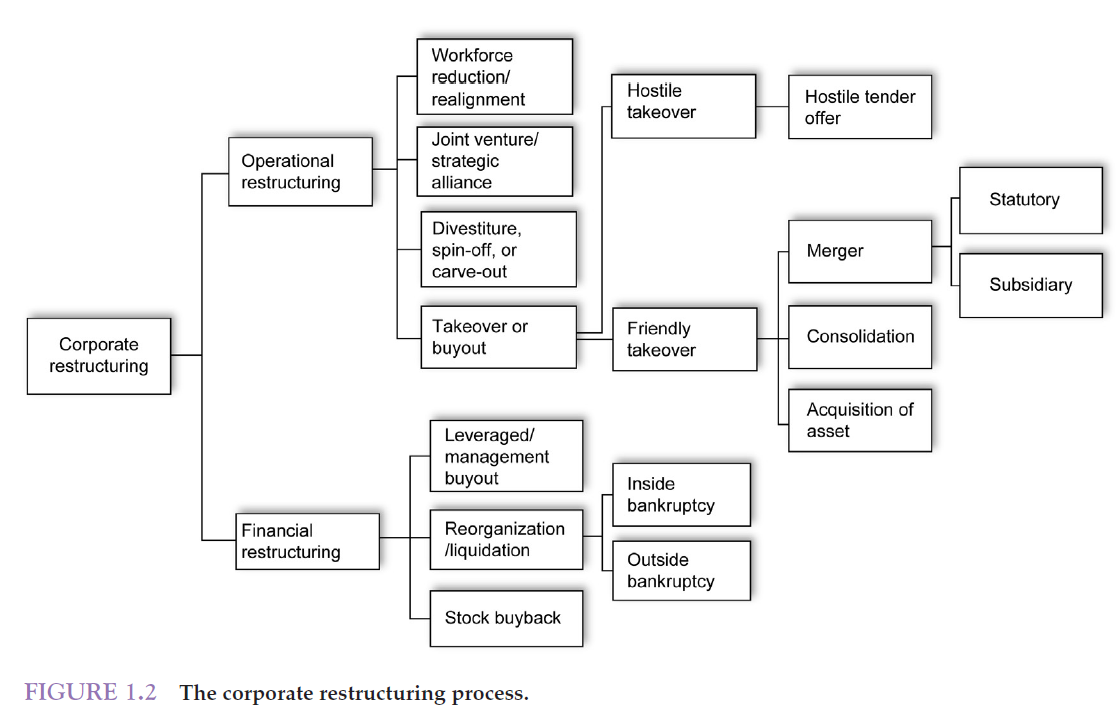 Corporate
restructuring
Operational
restructuring
Workforce
reduction/
realignment
Joint venture/
strategic
alliance
Divestiture,
spin-off, or
carve-out
Takeover or
buyout
Hostile
takeover
Hostile tender
offer
Friendly
takeover
Merger
Statutory
Subsidiary
Consolidation
Acquisition of
asset
Financial
restructuring
Leveraged/
management
buyout
Reorganization
/liquidation
Inside
bankruptcy
Outside
bankruptcy
Stock buyback
FIGURE 1.2 The corporate restructuring process.